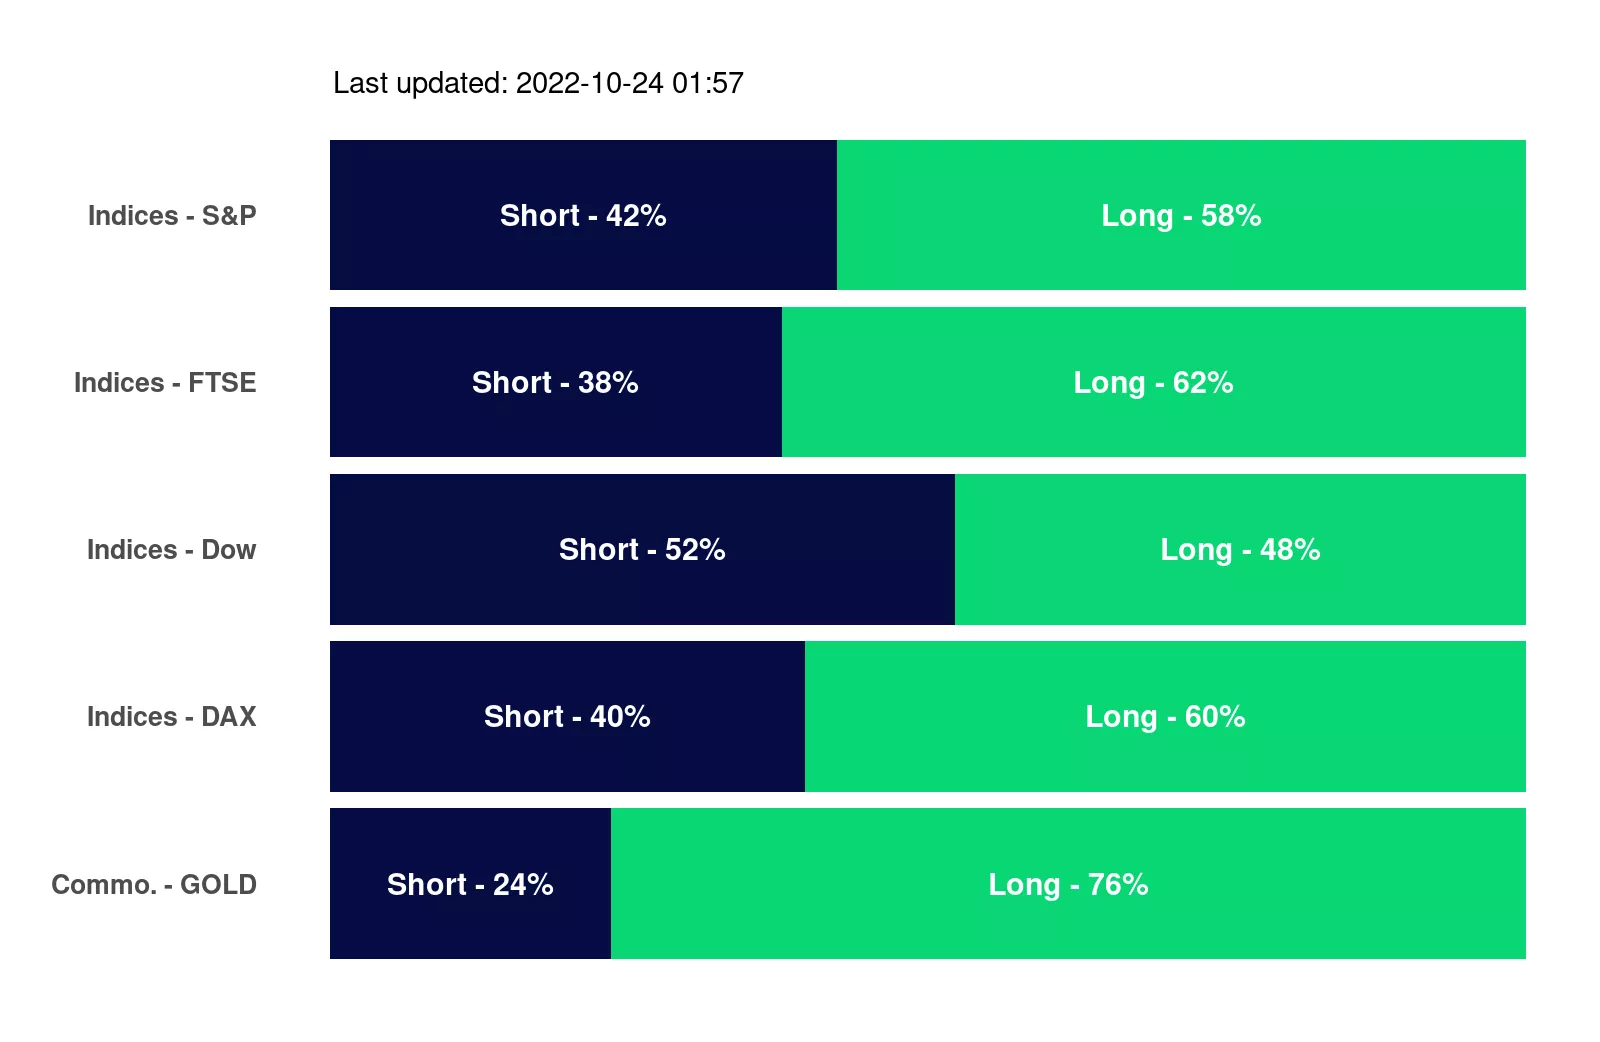 Last updated: 2022-10-24 01:57
Indices - S&P Short - 42% Long - 58%
Indices - FTSE Short - 38% Long - 62%
Indices - Dow Short - 52% Long - 48%
Indices - DAX Short - 40% Long - 60%
Commo. - GOLD Short - 24% Long - 76%